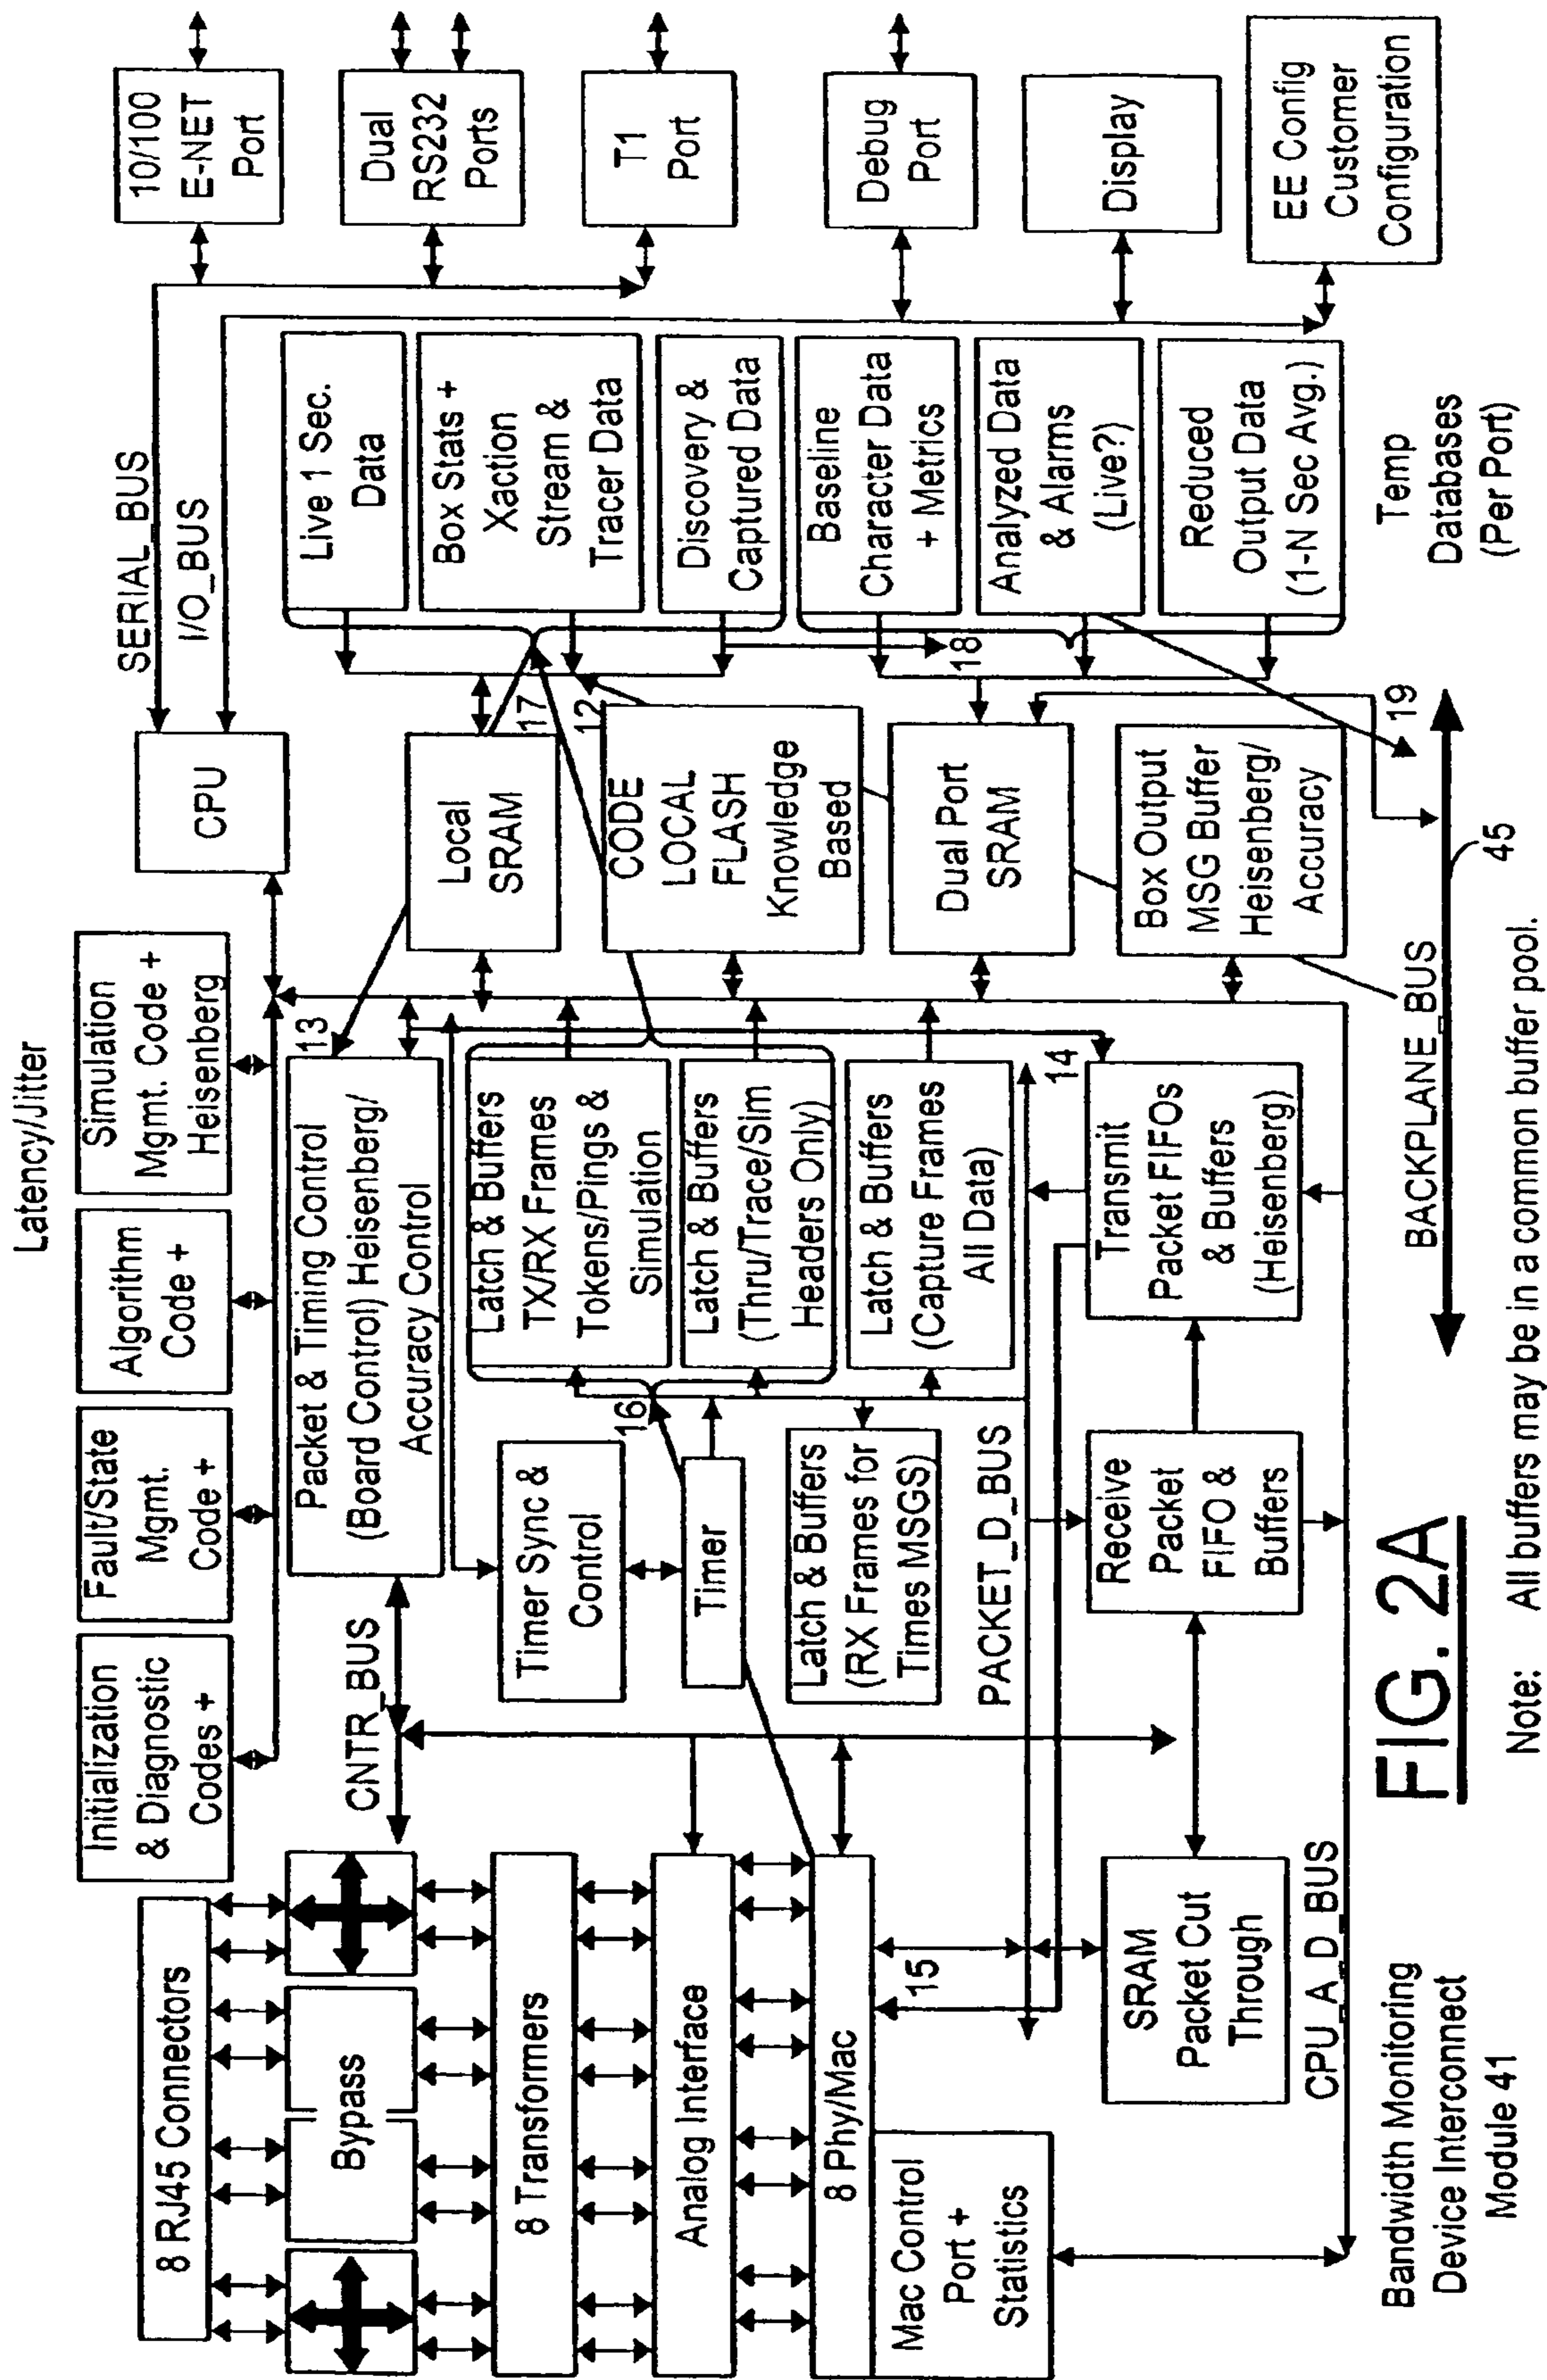 Latency/Jitter
10/100
E-NET
Port
Dual
RS232
Ports
T1
Port
Debug
Port
Display
EE Config
Customer
Configuration
SERIAL_BUS
I/O_BUS
Live 1 Sec.
Data
Box Stats +
Xaction
Stream &
Tracer Data
Discovery &
Captured Data
Baseline
Character Data
+ Metrics
Analyzed Data
& Alarms
(Live?)
Reduced
Output Data
(1-N Sec Avg.)
Temp
Databases
(Per Port)
CPU
Local
SRAM
17
12
CODE
LOCAL
FLASH
Knowledge
Based
18
Dual Port
SRAM
Box Output
MSG Buffer
Heisenberg/
Accuracy
19
45
BACKPLANE_BUS
Simulation
Mgmt. Code +
Heisenberg
Algorithm
Code +
Fault/State
Mgmt.
Code +
Initialization
& Diagnostic
Codes +
13
Packet & Timing Control
(Board Control) Heisenberg/
Accuracy Control
CNTR_BUS
Latch & Buffers
TX/RX Frames
Tokens/Pings &
Simulation
Latch & Buffers
(Thru/Trace/Sim
Headers Only)
Latch & Buffers
(Capture Frames
All Data)
14
Transmit
Packet FIFOs
& Buffers
(Heisenberg)
16
Timer Sync &
Control
Timer
Latch & Buffers
(RX Frames for
Times MSGS)
PACKET_D_BUS
Receive
Packet
FIFO &
Buffers
8 RJ45 Connectors
Bypass
8 Transformers
Analog Interface
8 Phy/Mac
15
Mac Control
Port +
Statistics
SRAM
Packet Cut
Through
CPU_A_D_BUS
Bandwidth Monitoring
Device Interconnect
Module 41
FIG. 2A
Note: All buffers may be in a common buffer pool.